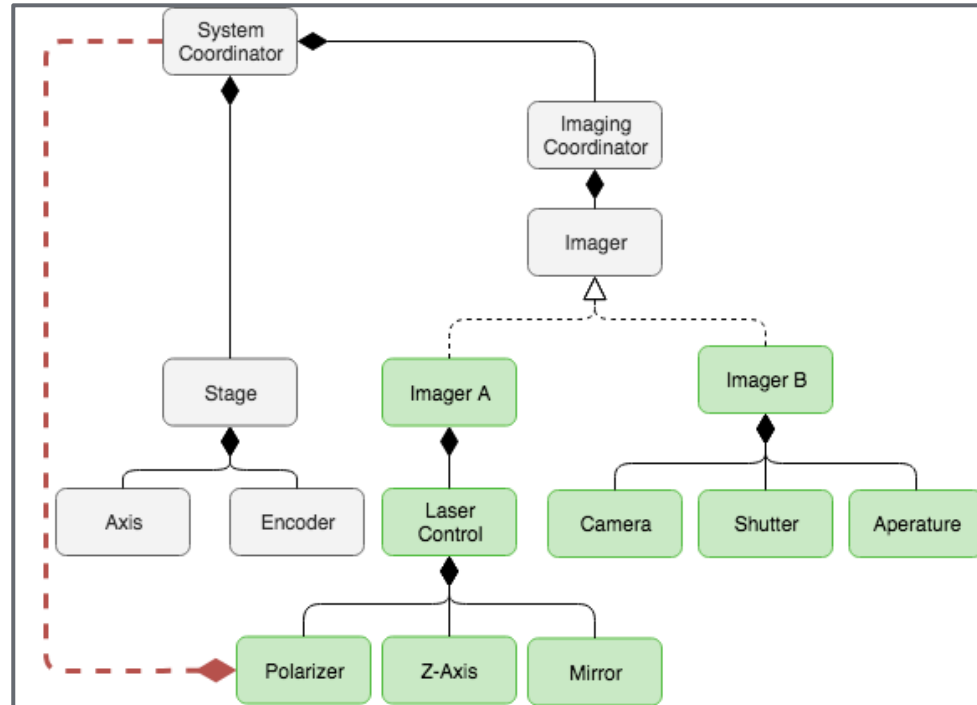 System
Coordinator
Imaging
Coordinator
Imager
Stage
Imager A
Imager B
Axis
Encoder
Laser
Control
Camera
Shutter
Aperature
Polarizer
Z-Axis
Mirror